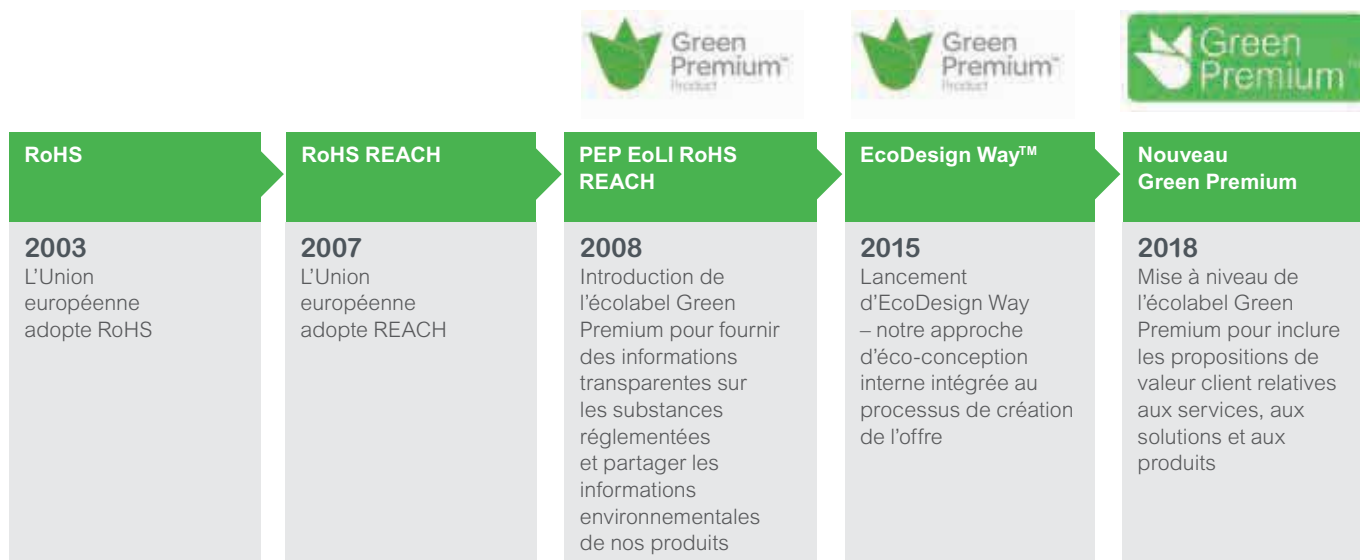 Green
Premium™
Product
Green
Premium™
Product
Green
Premium™
RoHS
2003
L'Union
européenne
adopte RoHS
RoHS REACH
2007
L'Union
européenne
adopte REACH
PEP EoLI RoHS
REACH
2008
Introduction de
l'écolabel Green
Premium pour fournir
des informations
transparentes sur
les substances
réglementées
et partager les
informations
environnementales
de nos produits
EcoDesign Way™
2015
Lancement
d'EcoDesign Way
– notre approche
d'éco-conception
interne intégrée au
processus de création
de l'offre
Nouveau
Green Premium
2018
Mise à niveau de
l'écolabel Green
Premium pour inclure
les propositions de
valeur client relatives
aux services, aux
solutions et aux
produits